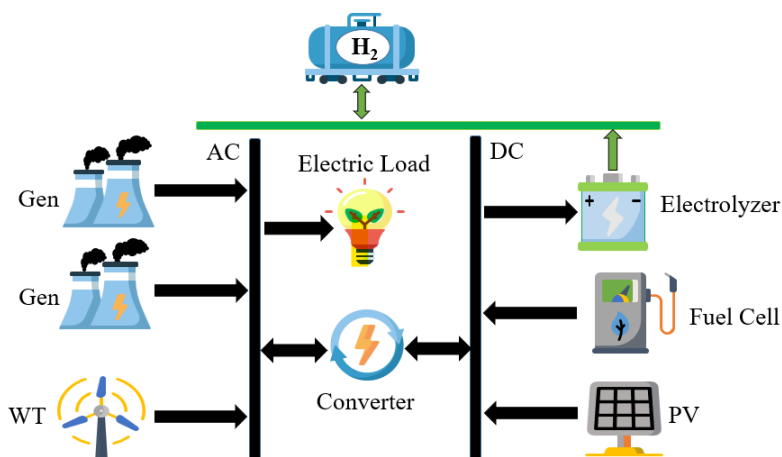 H₂
AC
Electric Load
DC
Gen
+ −
Electrolyzer
Gen
Fuel Cell
Converter
WT
PV